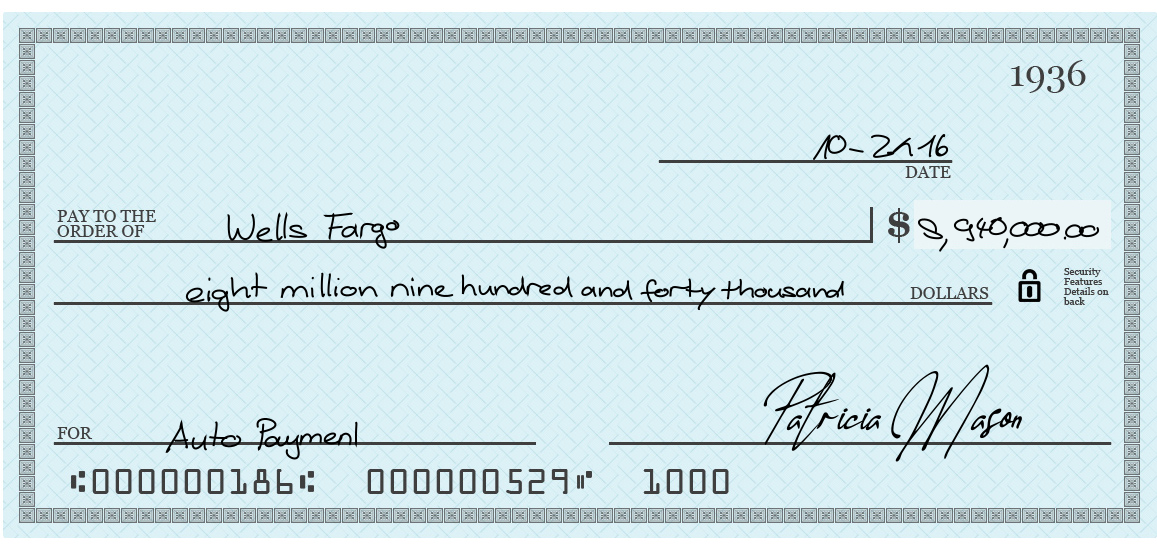 1936
10-21-16
DATE
PAY TO THE
ORDER OF Wells Fargo $ 8,940,000.00
eight million nine hundred and forty thousand DOLLARS
Security
Features
Details on
back
FOR Auto Payment Patricia Mason
⑆000000186⑆ 000000529⑈ 1000